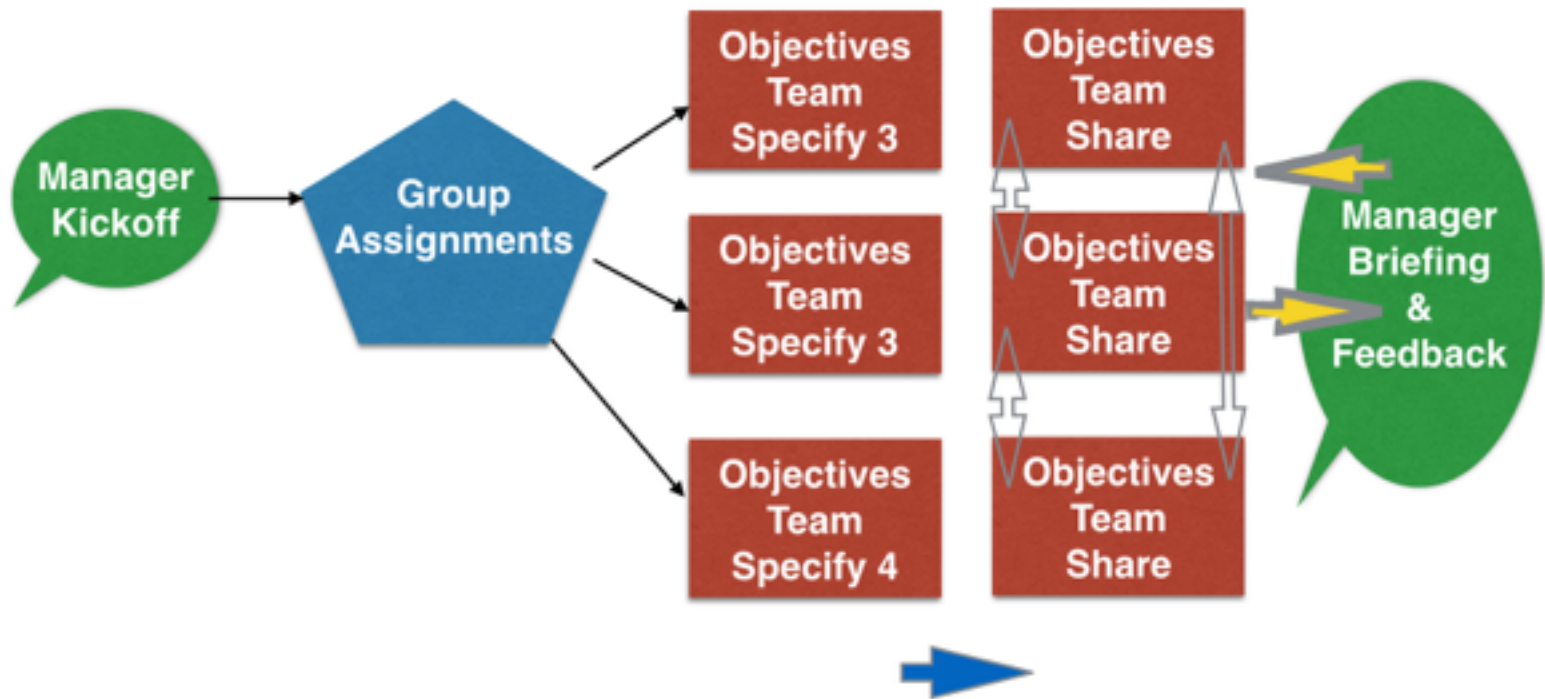 Manager
Kickoff
Group
Assignments
Objectives
Team
Specify 3
Objectives
Team
Specify 3
Objectives
Team
Specify 4
Objectives
Team
Share
Objectives
Team
Share
Objectives
Team
Share
Manager
Briefing
&
Feedback